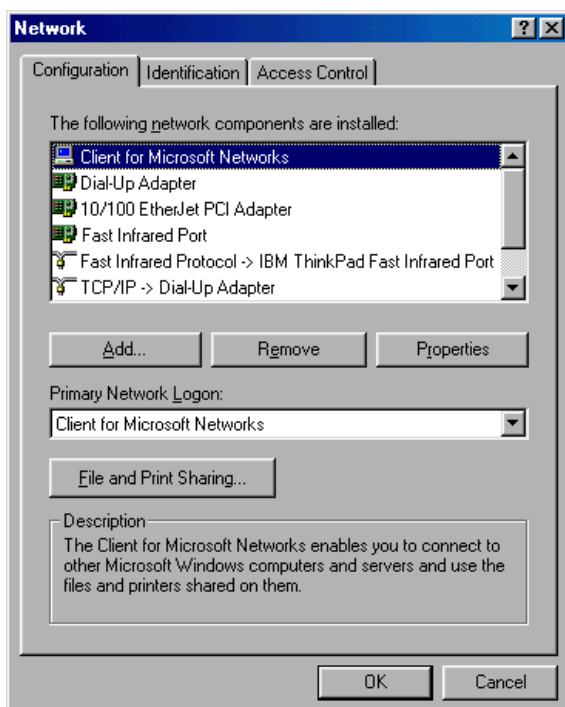 Network
Configuration Identification Access Control
The following network components are installed:
Client for Microsoft Networks
Dial-Up Adapter
10/100 EtherJet PCI Adapter
Fast Infrared Port
Fast Infrared Protocol -> IBM ThinkPad Fast Infrared Port
TCP/IP -> Dial-Up Adapter
Add... Remove Properties
Primary Network Logon:
Client for Microsoft Networks
File and Print Sharing...
Description
The Client for Microsoft Networks enables you to connect to
other Microsoft Windows computers and servers and use the
files and printers shared on them.
OK Cancel